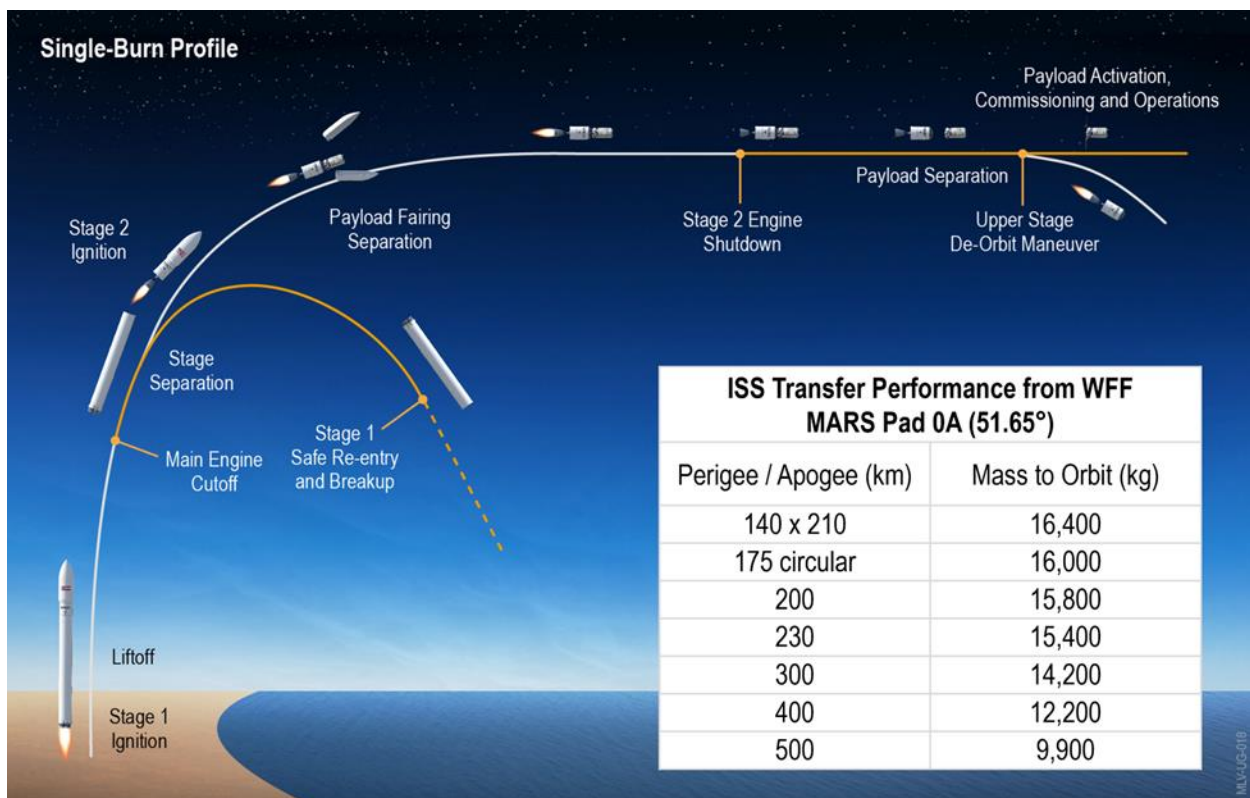 Single-Burn Profile
Payload Activation,
Commissioning and Operations
Payload Separation
Stage 2 Engine
Shutdown
Upper Stage
De-Orbit Maneuver
Payload Fairing
Separation
Stage 2
Ignition
Stage
Separation
Stage 1
Safe Re-entry
and Breakup
Main Engine
Cutoff
Liftoff
Stage 1
Ignition
ISS Transfer Performance from WFF
MARS Pad 0A (51.65°)
Perigee / Apogee (km) Mass to Orbit (kg)
140 x 210 16,400
175 circular 16,000
200 15,800
230 15,400
300 14,200
400 12,200
500 9,900
MLV-UG-018